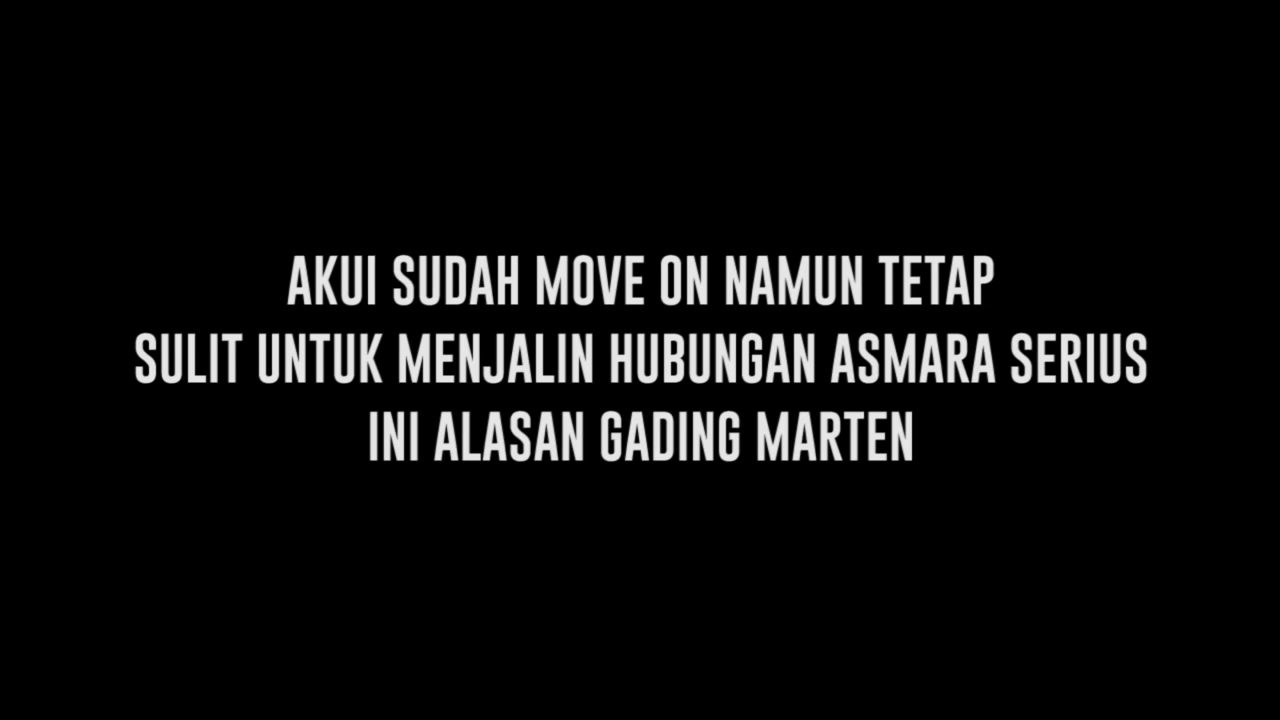 AKUI SUDAH MOVE ON NAMUN TETAP
SULIT UNTUK MENJALIN HUBUNGAN ASMARA SERIUS
INI ALASAN GADING MARTEN